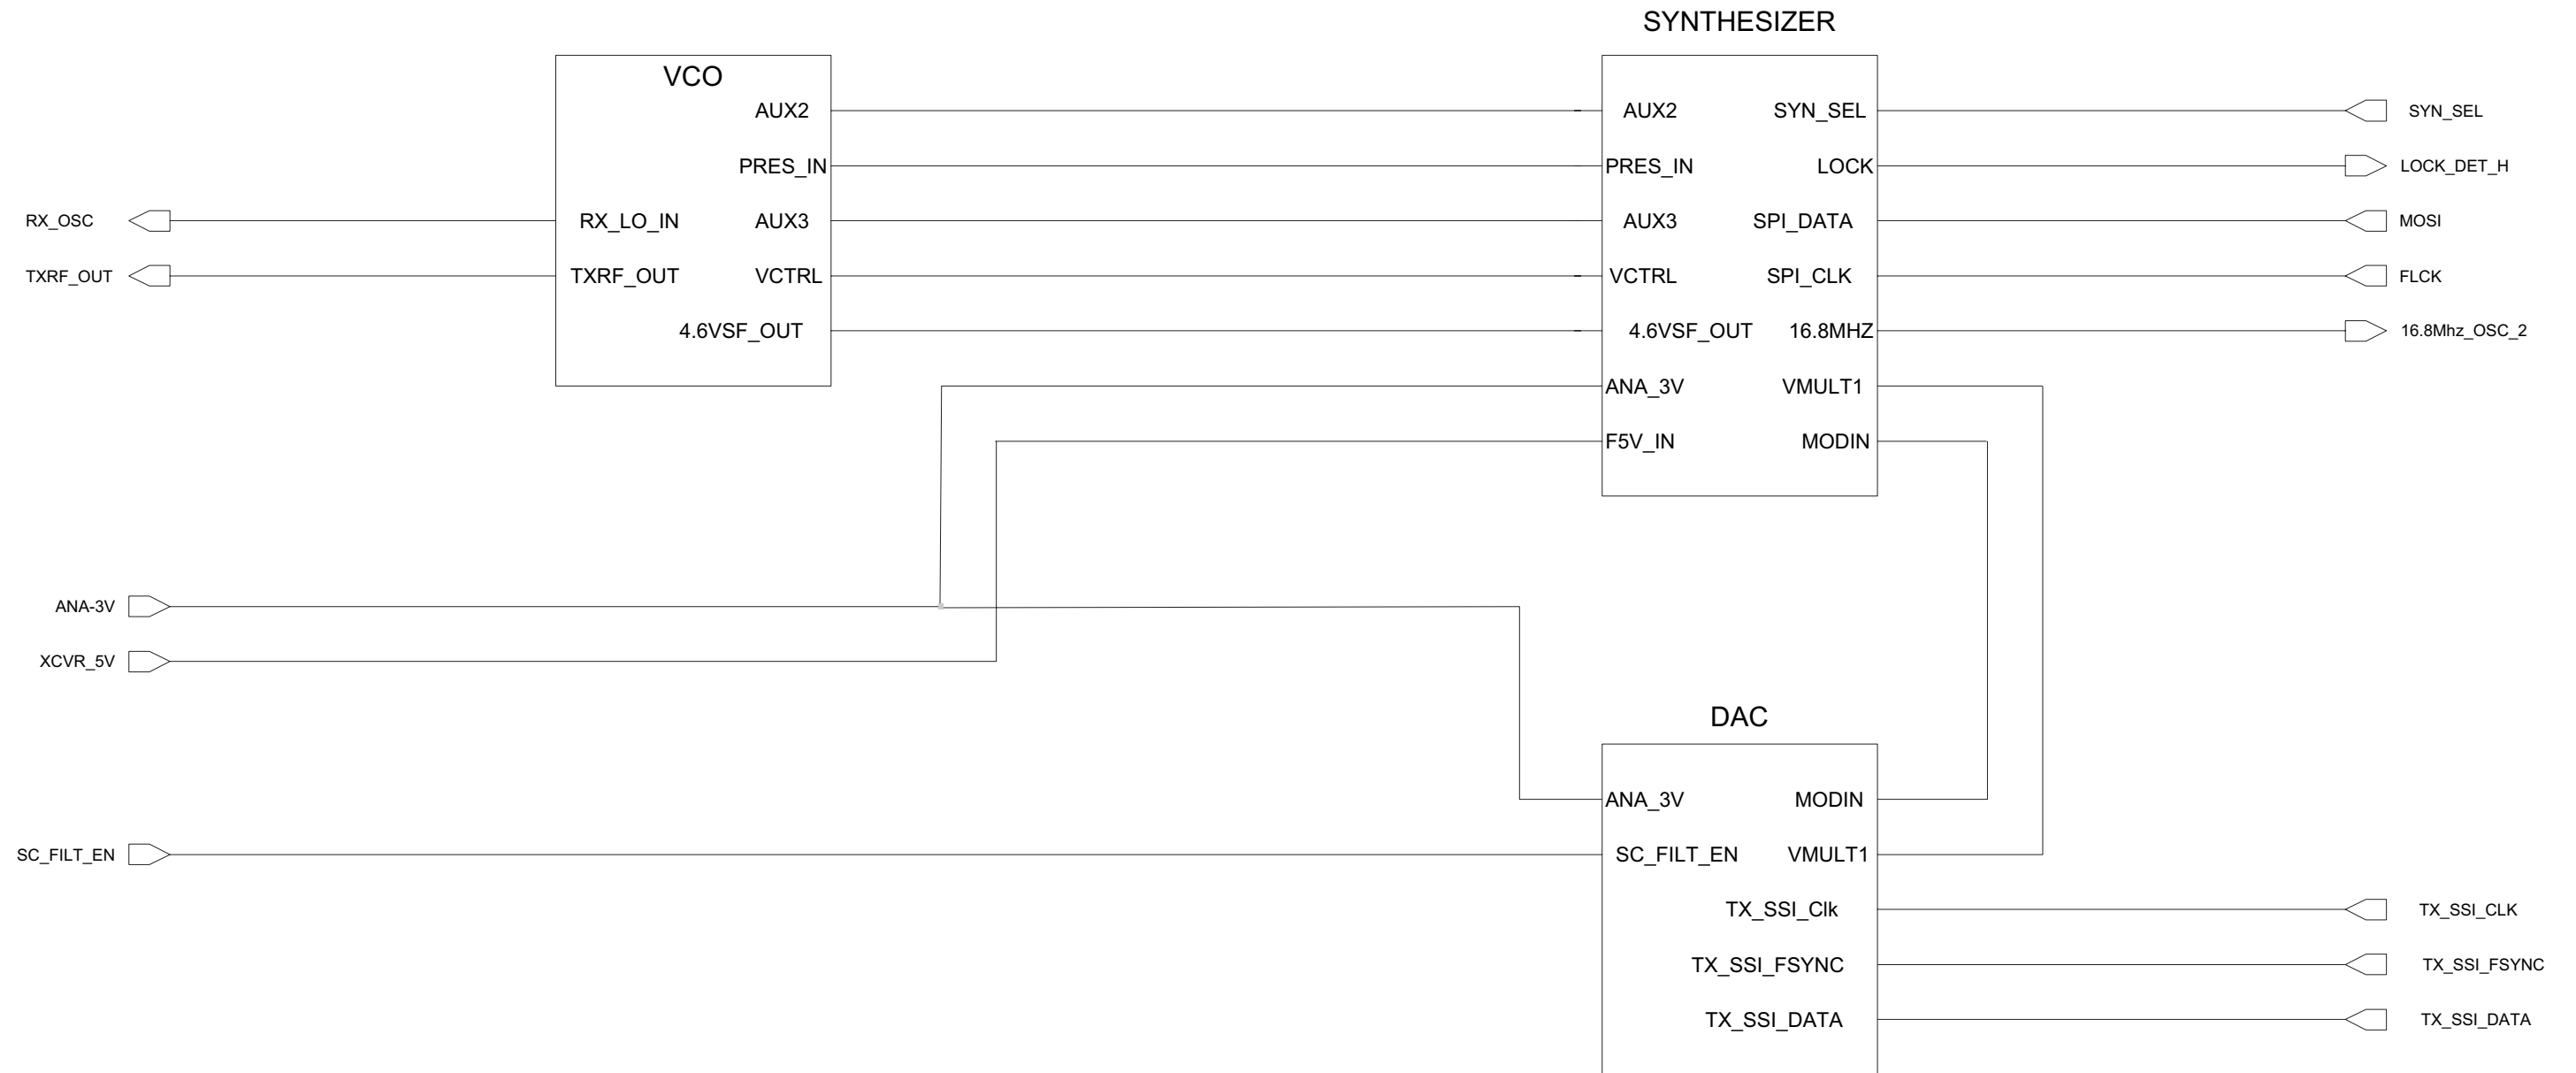 SYNTHESIZER
VCO
AUX2
AUX2
SYN_SEL
SYN_SEL
PRES_IN
PRES_IN
LOCK
LOCK_DET_H
RX_OSC
RX_LO_IN
AUX3
AUX3
SPI_DATA
MOSI
TXRF_OUT
TXRF_OUT
VCTRL
VCTRL
SPI_CLK
FLCK
4.6VSF_OUT
4.6VSF_OUT
16.8MHZ
16.8Mhz_OSC_2
ANA_3V
VMULT1
F5V_IN
MODIN
ANA-3V
XCVR_5V
DAC
ANA_3V
MODIN
SC_FILT_EN
SC_FILT_EN
VMULT1
TX_SSI_Clk
TX_SSI_CLK
TX_SSI_FSYNC
TX_SSI_FSYNC
TX_SSI_DATA
TX_SSI_DATA